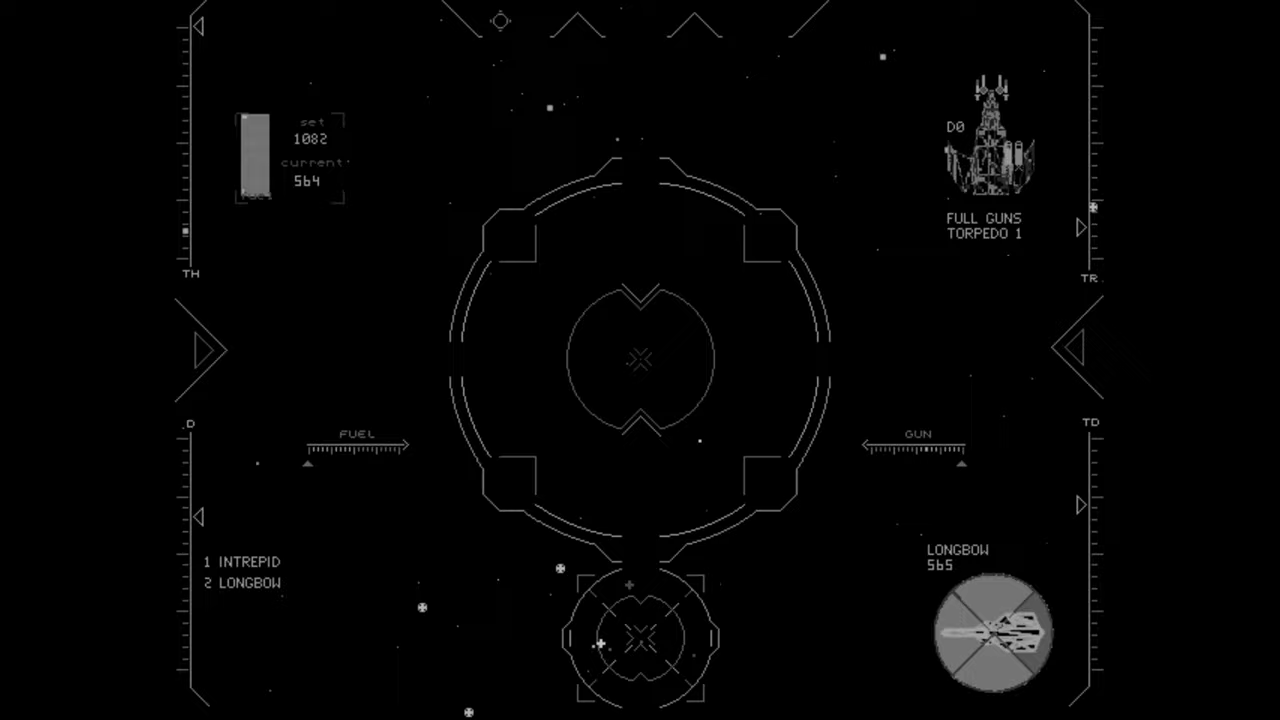 set
1082
current:
564
FUEL
D0
FULL GUNS
TORPEDO 1
TH
TR
D
TD
FUEL
GUN
1 INTREPID
2 LONGBOW
LONGBOW
565